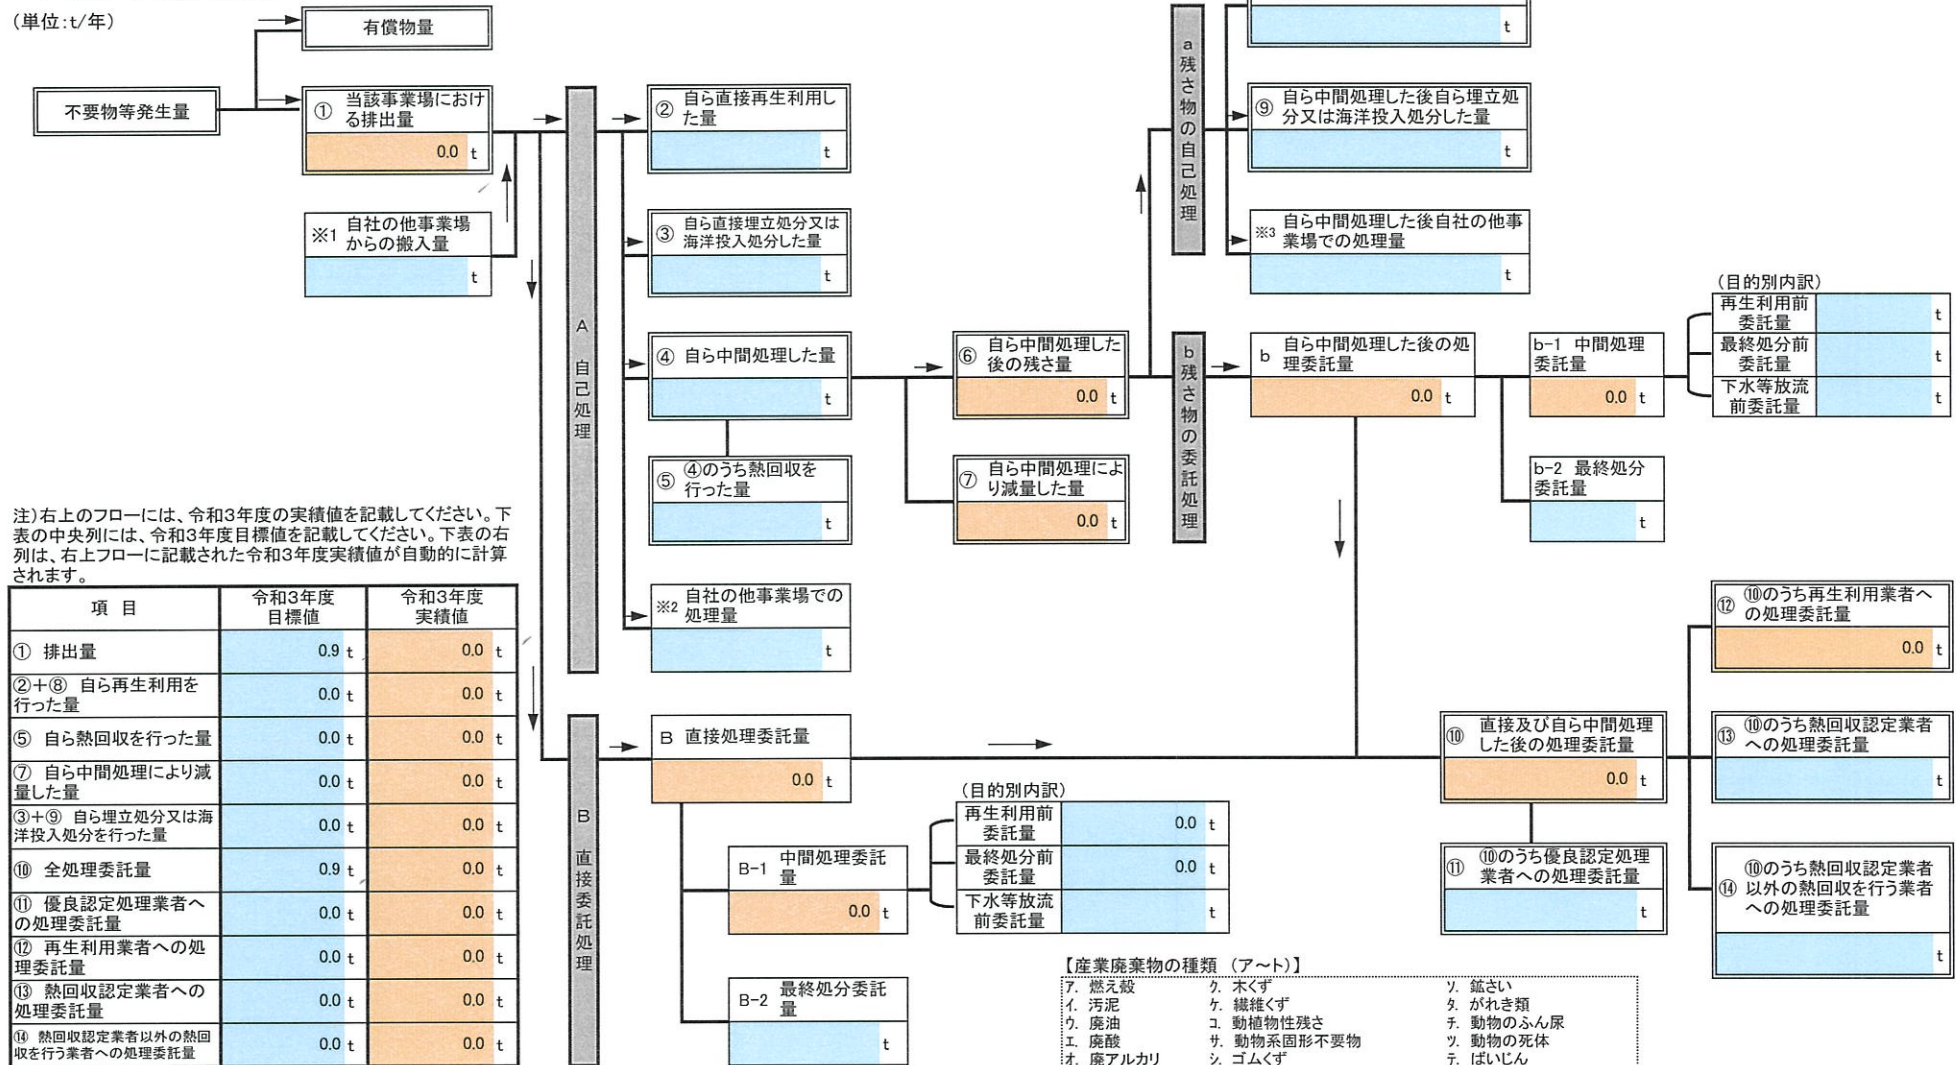 (単位:t/年)
有償物量
不要物等発生量
① 当該事業場におけ
る排出量
0.0 t
※1 自社の他事業場
からの搬入量
t
A 自己処理
② 自ら直接再生利用し
た量
t
③ 自ら直接埋立処分又は
海洋投入処分した量
t
④ 自ら中間処理した量
t
⑤ ④のうち熱回収を
行った量
t
※2 自社の他事業場での
処理量
t
⑥ 自ら中間処理した
後の残さ量
0.0 t
⑦ 自ら中間処理によ
り減量した量
0.0 t
a 残さ物の自己処理
t
⑨ 自ら中間処理した後自ら埋立処
分又は海洋投入処分した量
t
※3 自ら中間処理した後自社の他事
業場での処理量
t
b 残さ物の委託処理
b 自ら中間処理した後の処
理委託量
0.0 t
b-1 中間処理
委託量
0.0 t
(目的別内訳)
再生利用前
委託量
t
最終処分前
委託量
t
下水等放流
前委託量
t
b-2 最終処分
委託量
t
注)右上のフローには、令和3年度の実績値を記載してください。下
表の中央列には、令和3年度目標値を記載してください。下表の右
列は、右上フローに記載された令和3年度実績値が自動的に計算
されます。
項 目 令和3年度 目標値 令和3年度 実績値
① 排出量 0.9 t 0.0 t
②+⑧ 自ら再生利用を
行った量 0.0 t 0.0 t
⑤ 自ら熱回収を行った量 0.0 t 0.0 t
⑦ 自ら中間処理により減
量した量 0.0 t 0.0 t
③+⑨ 自ら埋立処分又は海
洋投入処分を行った量 0.0 t 0.0 t
⑩ 全処理委託量 0.9 t 0.0 t
⑪ 優良認定処理業者へ
の処理委託量 0.0 t 0.0 t
⑫ 再生利用業者への処
理委託量 0.0 t 0.0 t
⑬ 熱回収認定業者への
処理委託量 0.0 t 0.0 t
⑭ 熱回収認定業者以外の熱回
収を行う業者への処理委託量 0.0 t 0.0 t
B 直接委託処理
B 直接処理委託量
0.0 t
B-1 中間処理委託
量
0.0 t
(目的別内訳)
再生利用前
委託量
0.0 t
最終処分前
委託量
0.0 t
下水等放流
前委託量
t
B-2 最終処分委託
量
t
⑩ 直接及び自ら中間処理
した後の処理委託量
0.0 t
⑪ ⑩のうち優良認定処理
業者への処理委託量
t
⑫ ⑩のうち再生利用業者へ
の処理委託量
0.0 t
⑬ ⑩のうち熱回収認定業者
への処理委託量
t
⑭ ⑩のうち熱回収認定業者
以外の熱回収を行う業者
への処理委託量
t
【産業廃棄物の種類 (ア～ト)】
ア. 燃え殻 ク. 木くず ソ. 鉱さい
イ. 汚泥 ケ. 繊維くず タ. がれき類
ウ. 廃油 コ. 動植物性残さ チ. 動物のふん尿
エ. 廃酸 サ. 動物系固形不要物 ツ. 動物の死体
オ. 廃アルカリ シ. ゴムくず テ. ばいじん